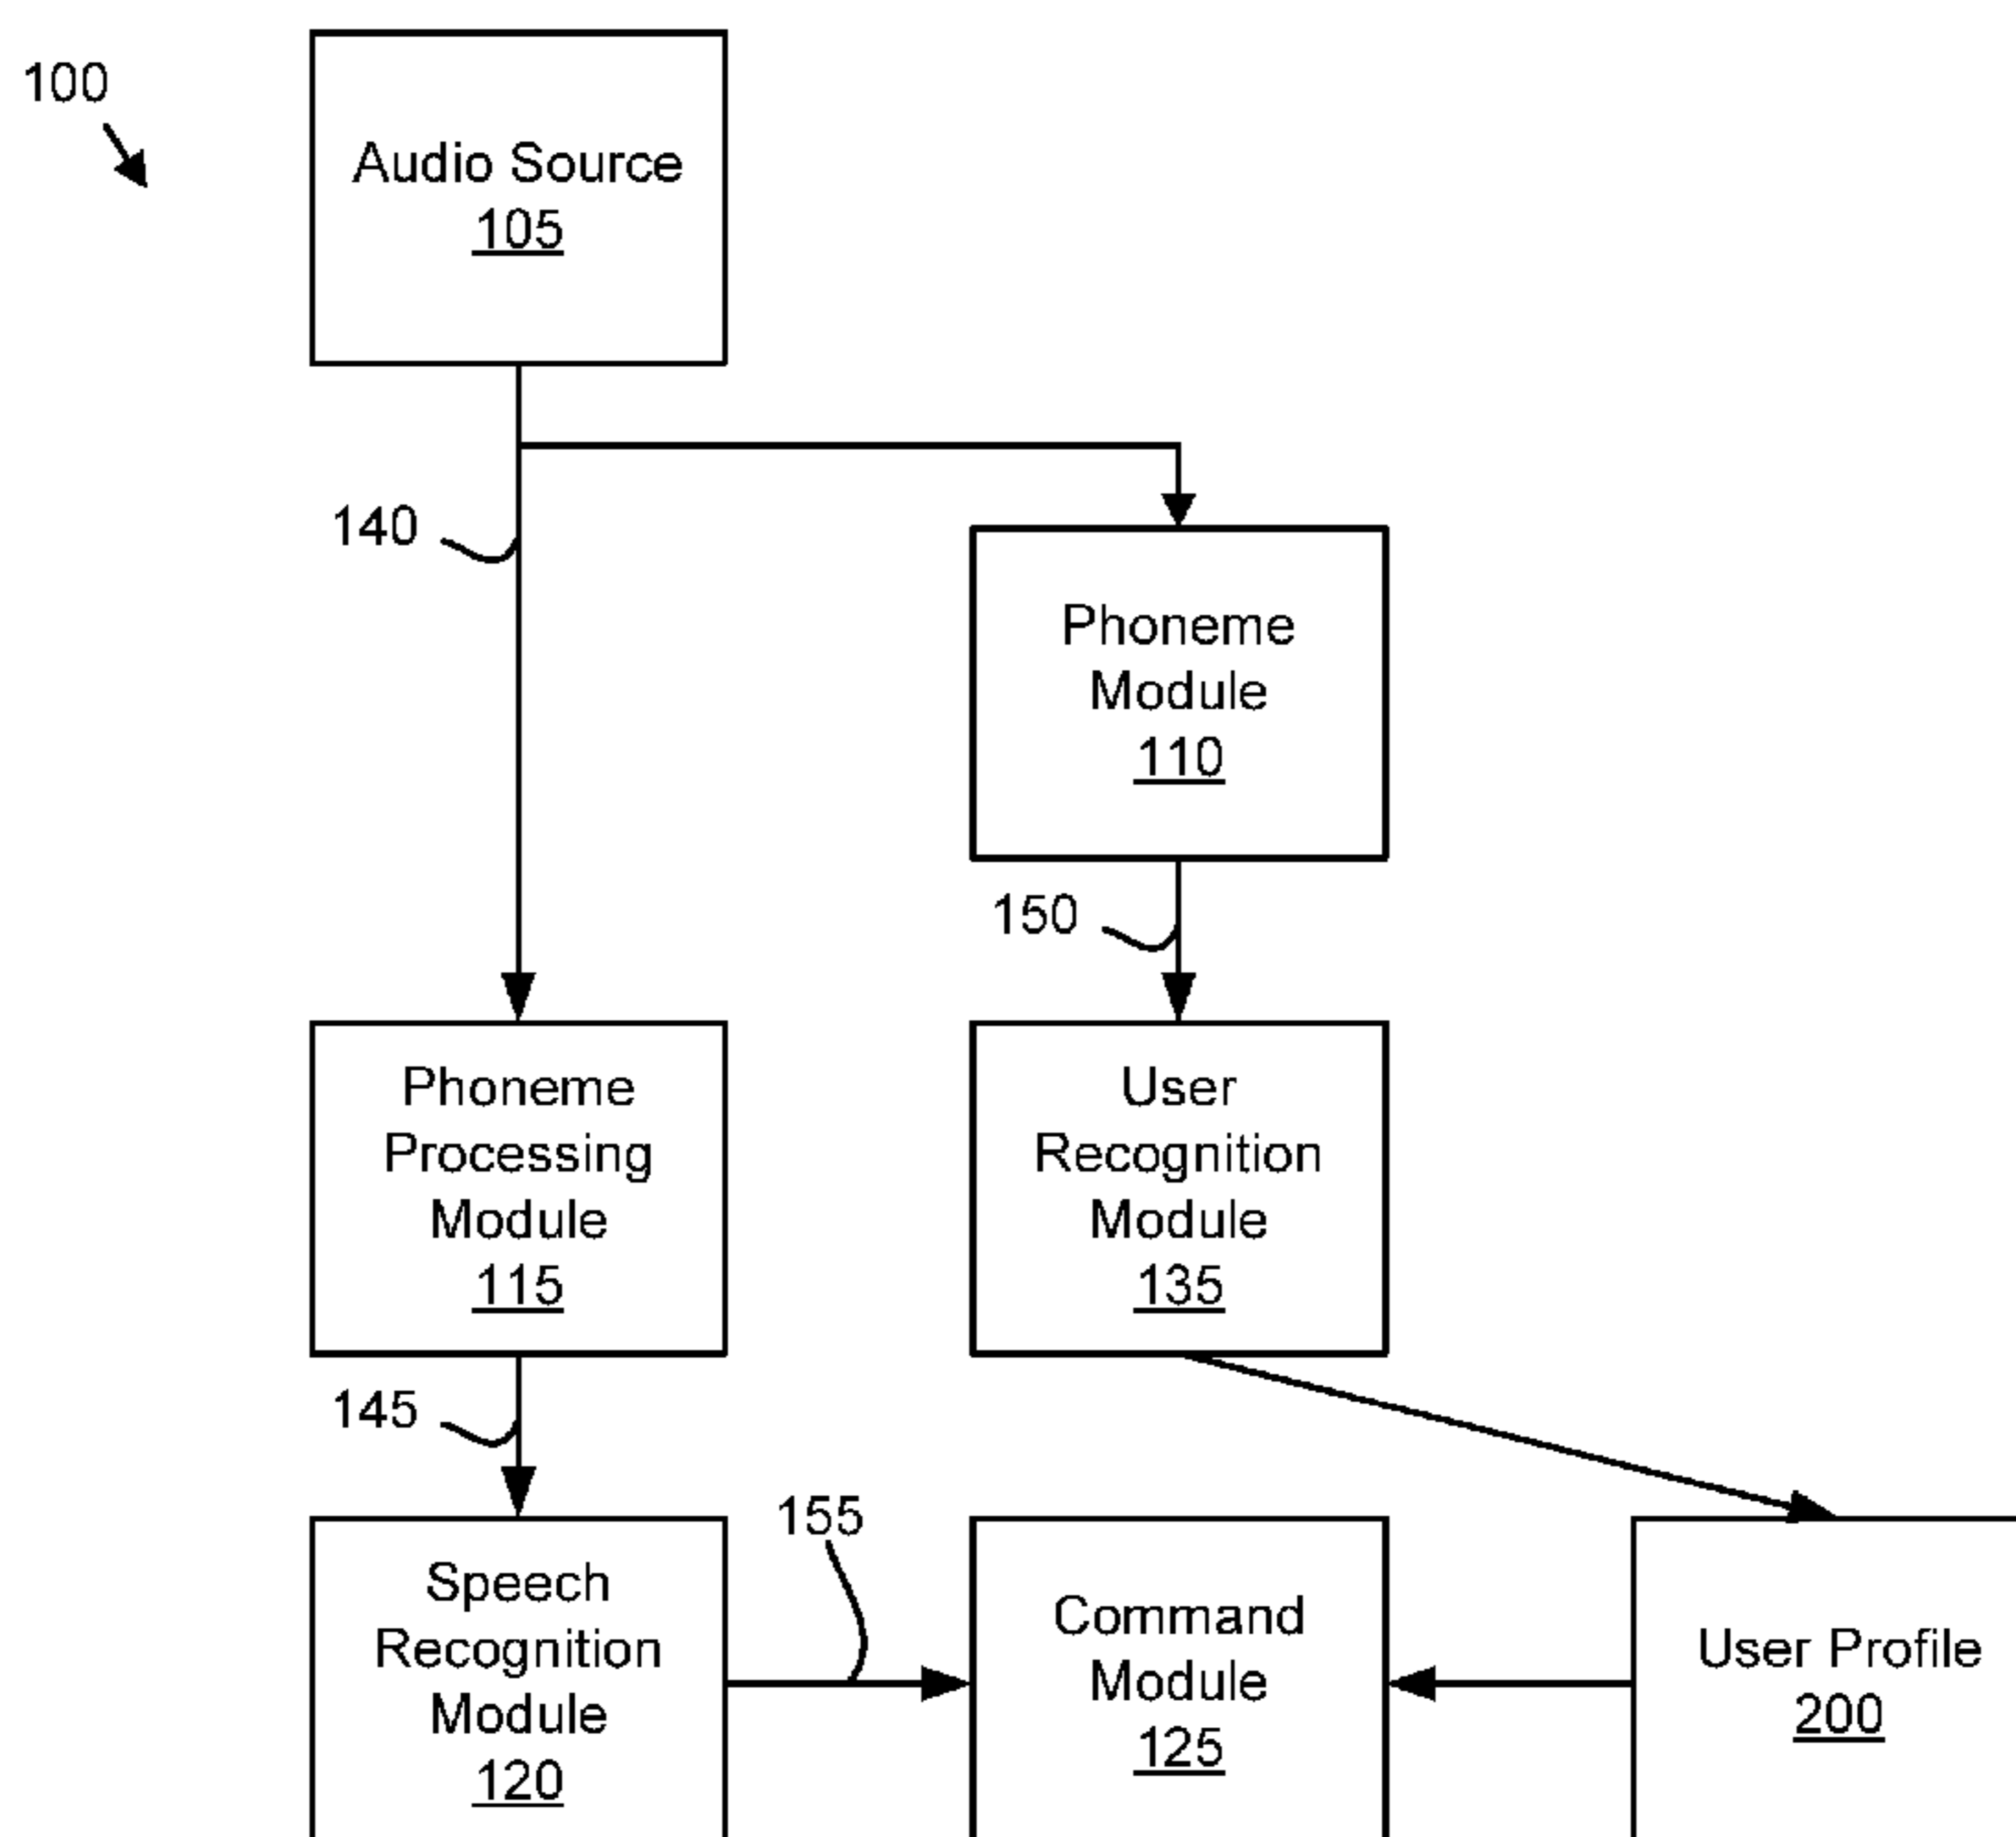 100
Audio Source
105
140
Phoneme
Module
110
150
Phoneme
Processing
Module
115
User
Recognition
Module
135
145
155
Speech
Recognition
Module
120
Command
Module
125
User Profile
200